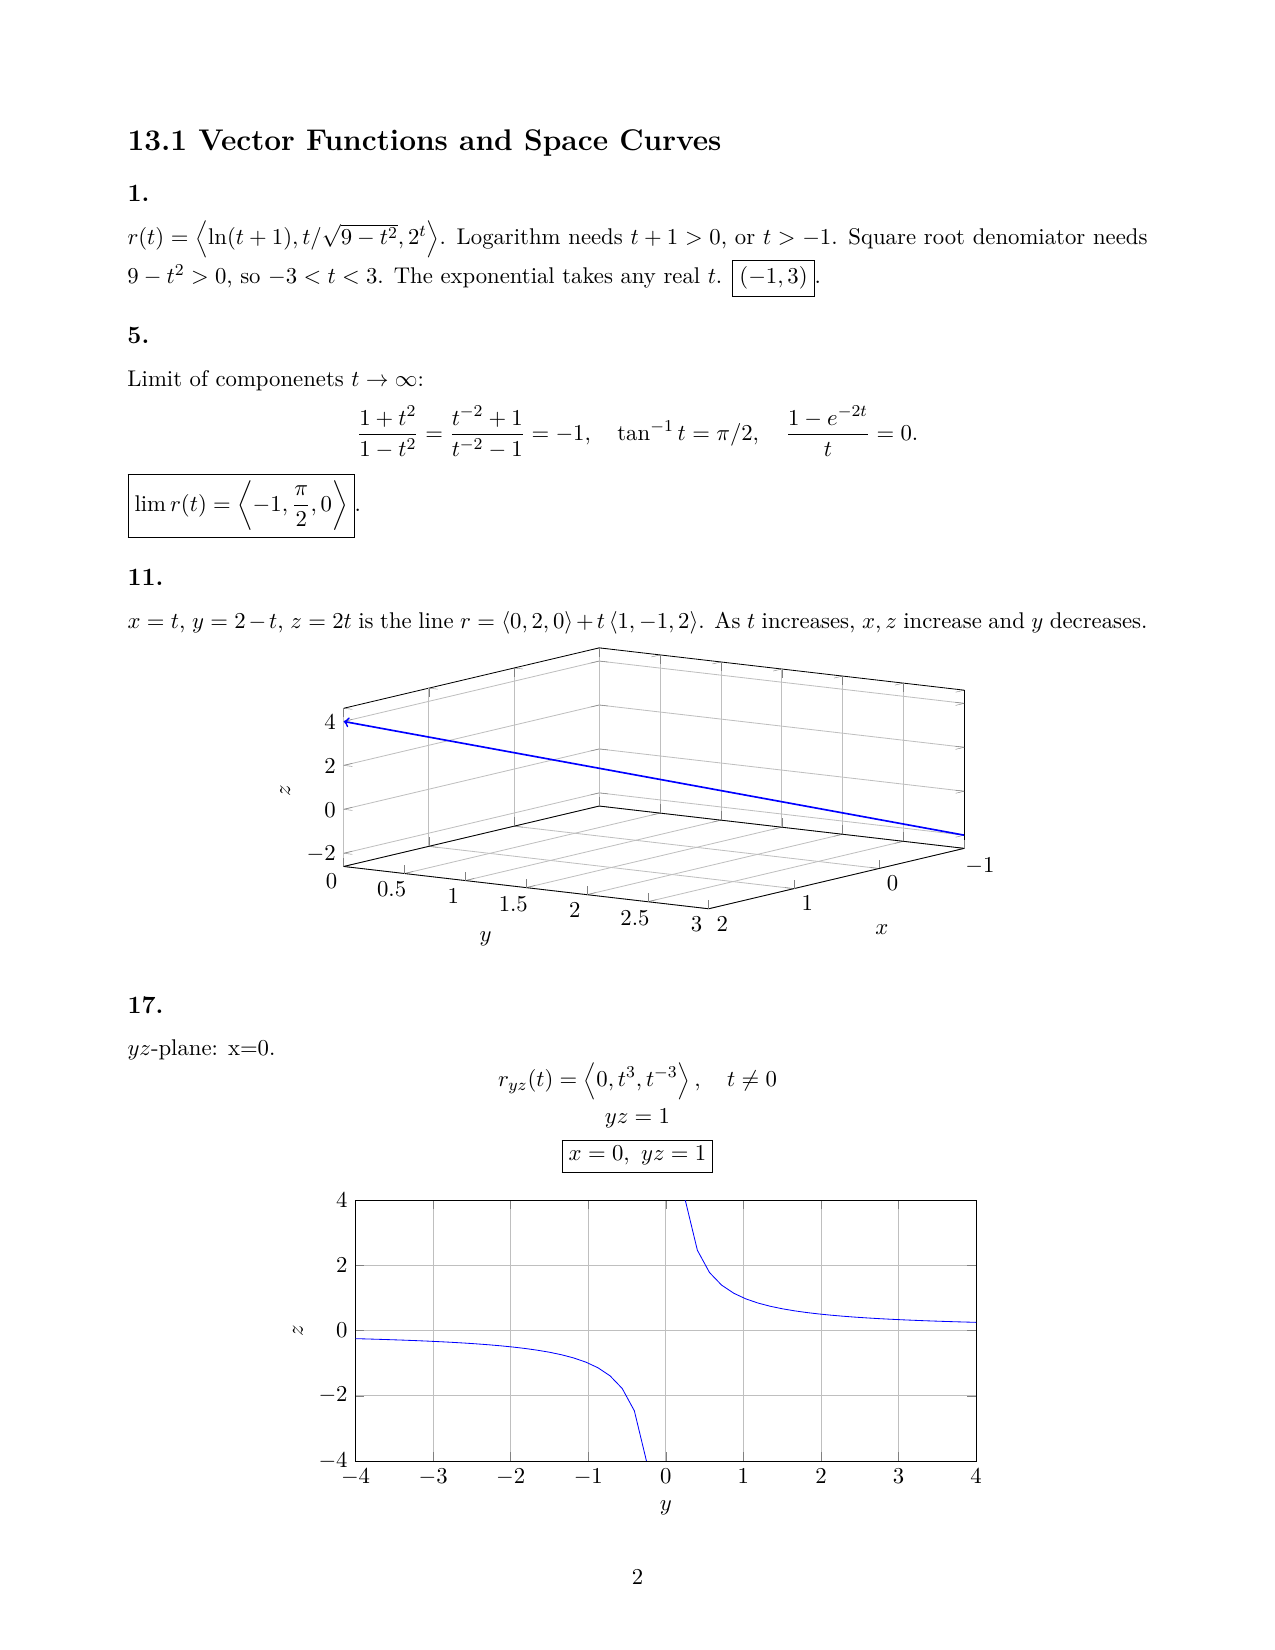 13.1 Vector Functions and Space Curves
1.
r(t) = ⟨ln(t + 1), t/√(9 − t²), 2ᵗ⟩. Logarithm needs t + 1 > 0, or t > −1. Square root denomiator needs
9 − t² > 0, so −3 < t < 3. The exponential takes any real t. (−1, 3).
5.
Limit of componenets t → ∞:
(1 + t²)/(1 − t²) = (t⁻² + 1)/(t⁻² − 1) = −1, tan⁻¹ t = π/2, (1 − e⁻²ᵗ)/t = 0.
lim r(t) = ⟨−1, π/2, 0⟩.
11.
x = t, y = 2 − t, z = 2t is the line r = ⟨0, 2, 0⟩ + t ⟨1, −1, 2⟩. As t increases, x, z increase and y decreases.
4
2
0
−2
z
0 0.5 1 1.5 2 2.5 3
y
2 1 0 −1
x
17.
yz-plane: x=0.
r_yz(t) = ⟨0, t³, t⁻³⟩, t ≠ 0
yz = 1
x = 0, yz = 1
4
2
0
−2
−4
z
−4 −3 −2 −1 0 1 2 3 4
y
2